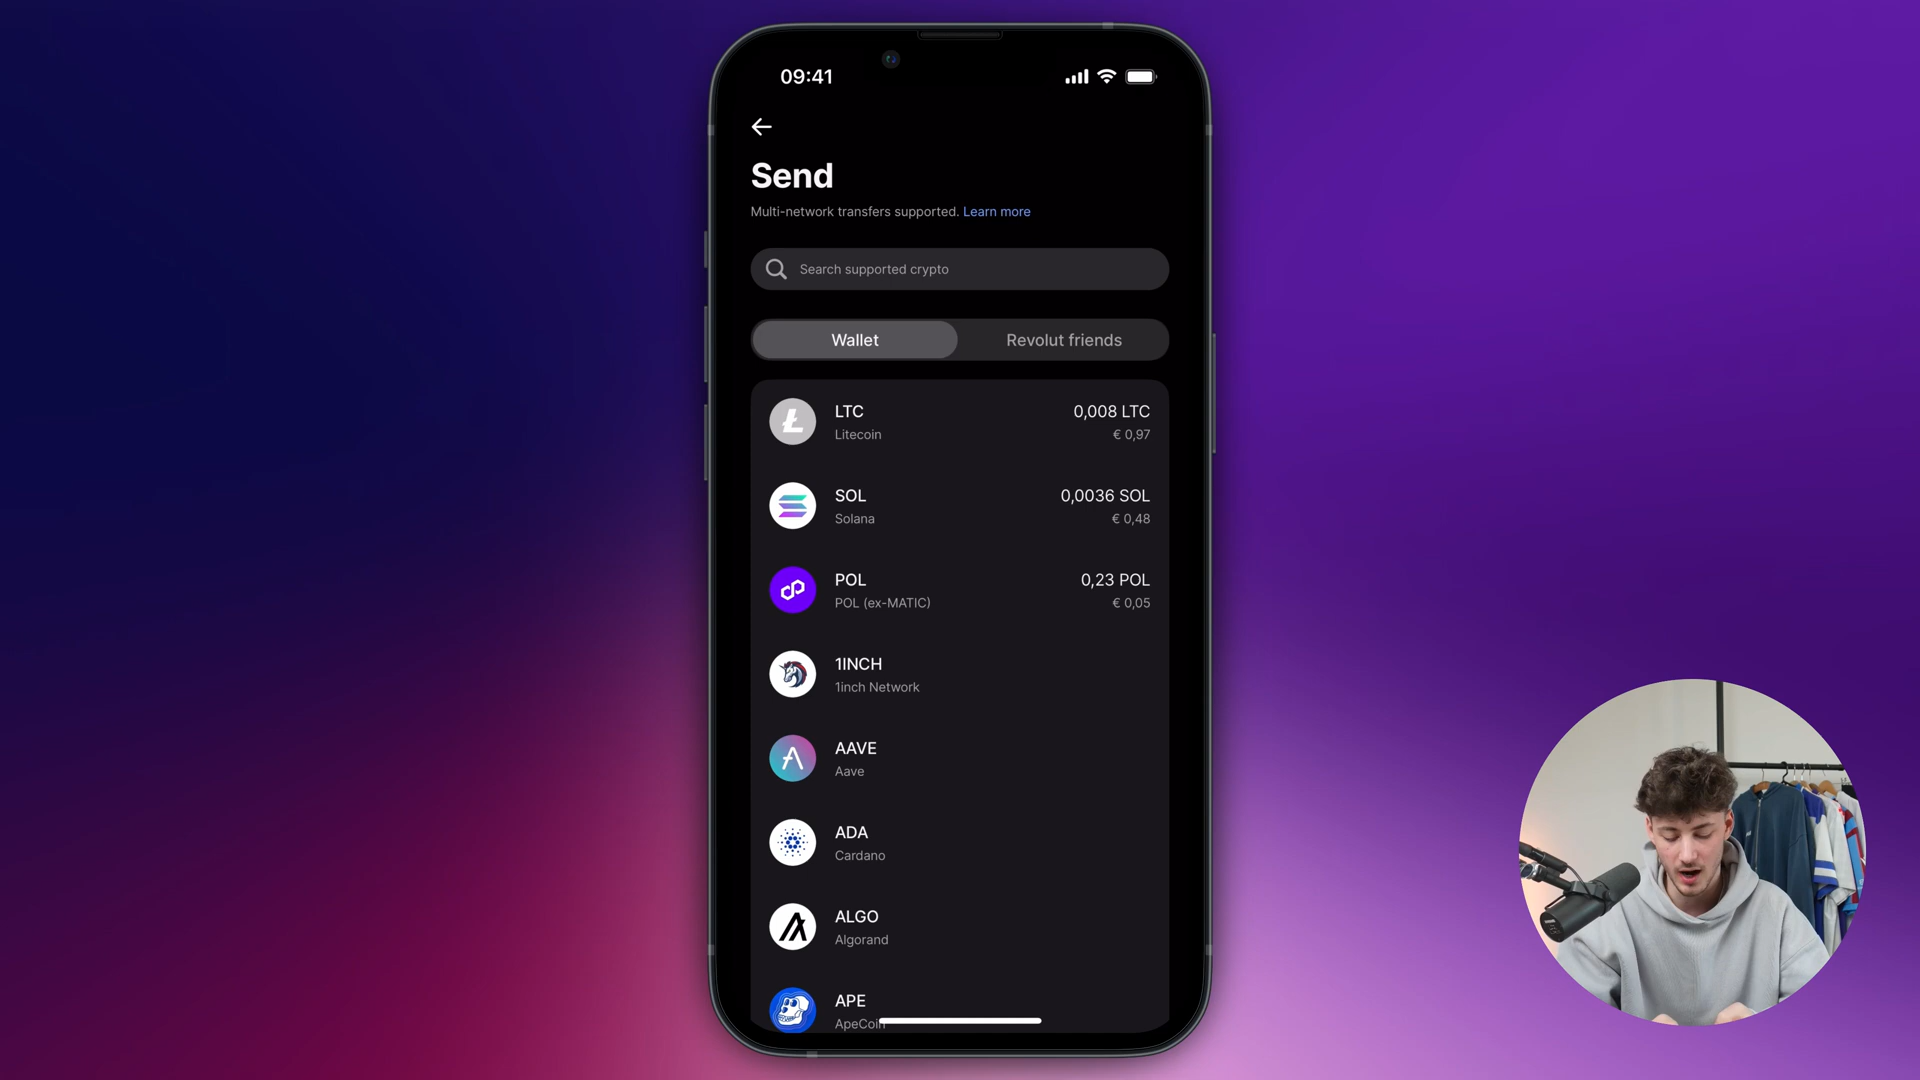 09:41
Send
Multi-network transfers supported. Learn more
Search supported crypto
Wallet
Revolut friends
LTC
0,008 LTC
Litecoin
€ 0,97
SOL
0,0036 SOL
Solana
€ 0,48
POL
0,23 POL
POL (ex-MATIC)
€ 0,05
1INCH
1inch Network
AAVE
Aave
ADA
Cardano
ALGO
Algorand
APE
ApeCoin